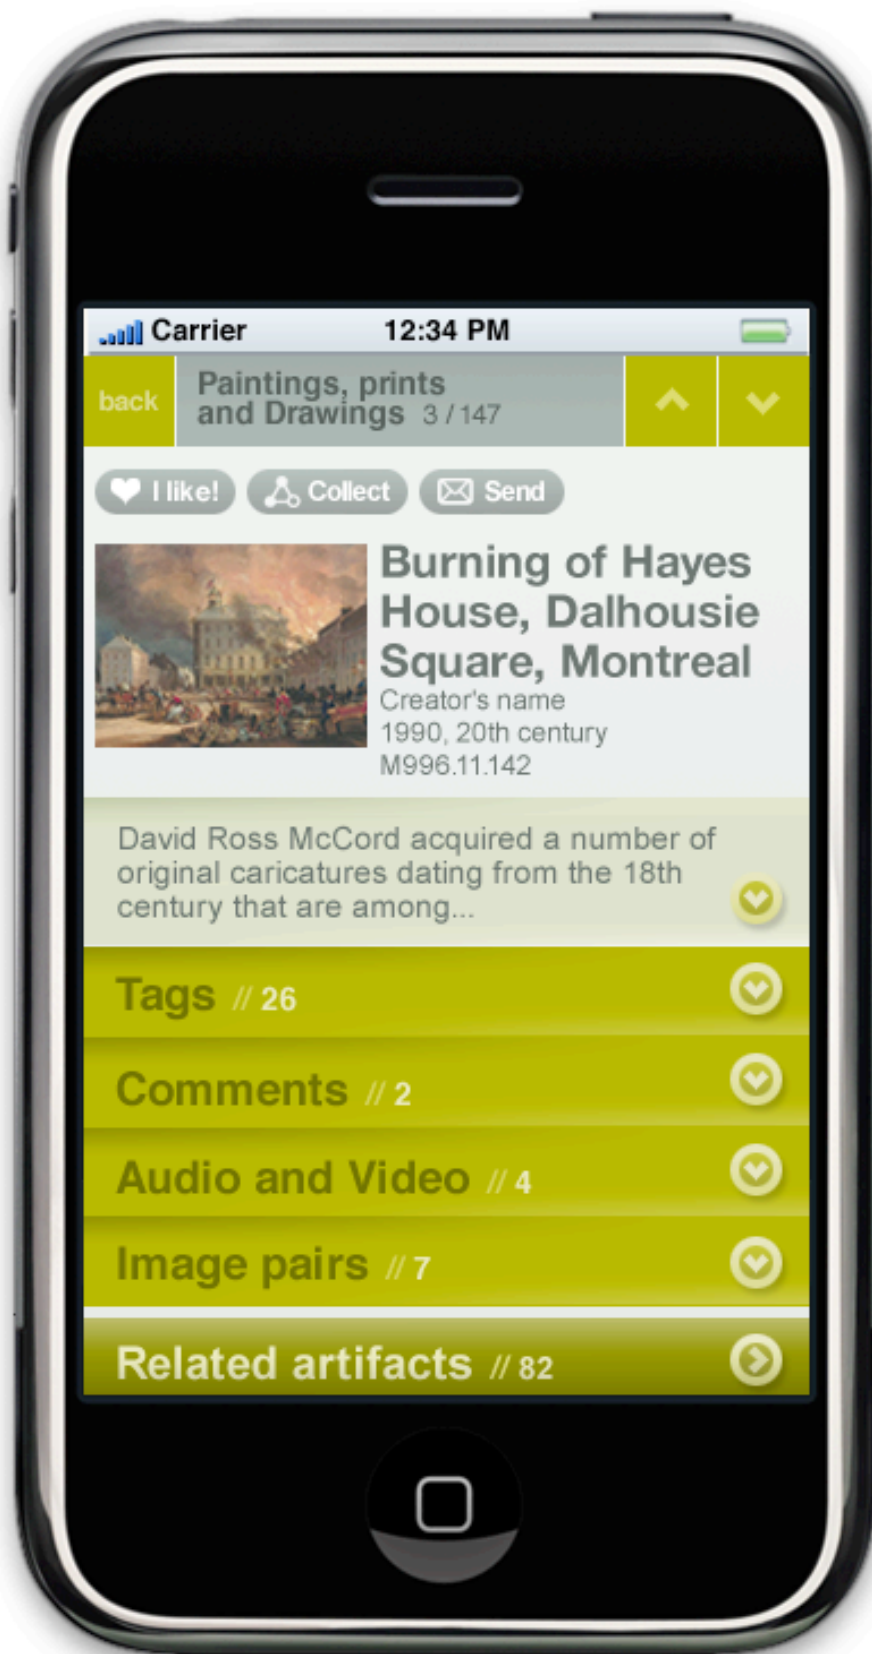 Carrier 12:34 PM
back
Paintings, prints
and Drawings 3 / 147
I like! Collect Send
Burning of Hayes
House, Dalhousie
Square, Montreal
Creator's name
1990, 20th century
M996.11.142
David Ross McCord acquired a number of
original caricatures dating from the 18th
century that are among...
Tags // 26
Comments // 2
Audio and Video // 4
Image pairs // 7
Related artifacts // 82